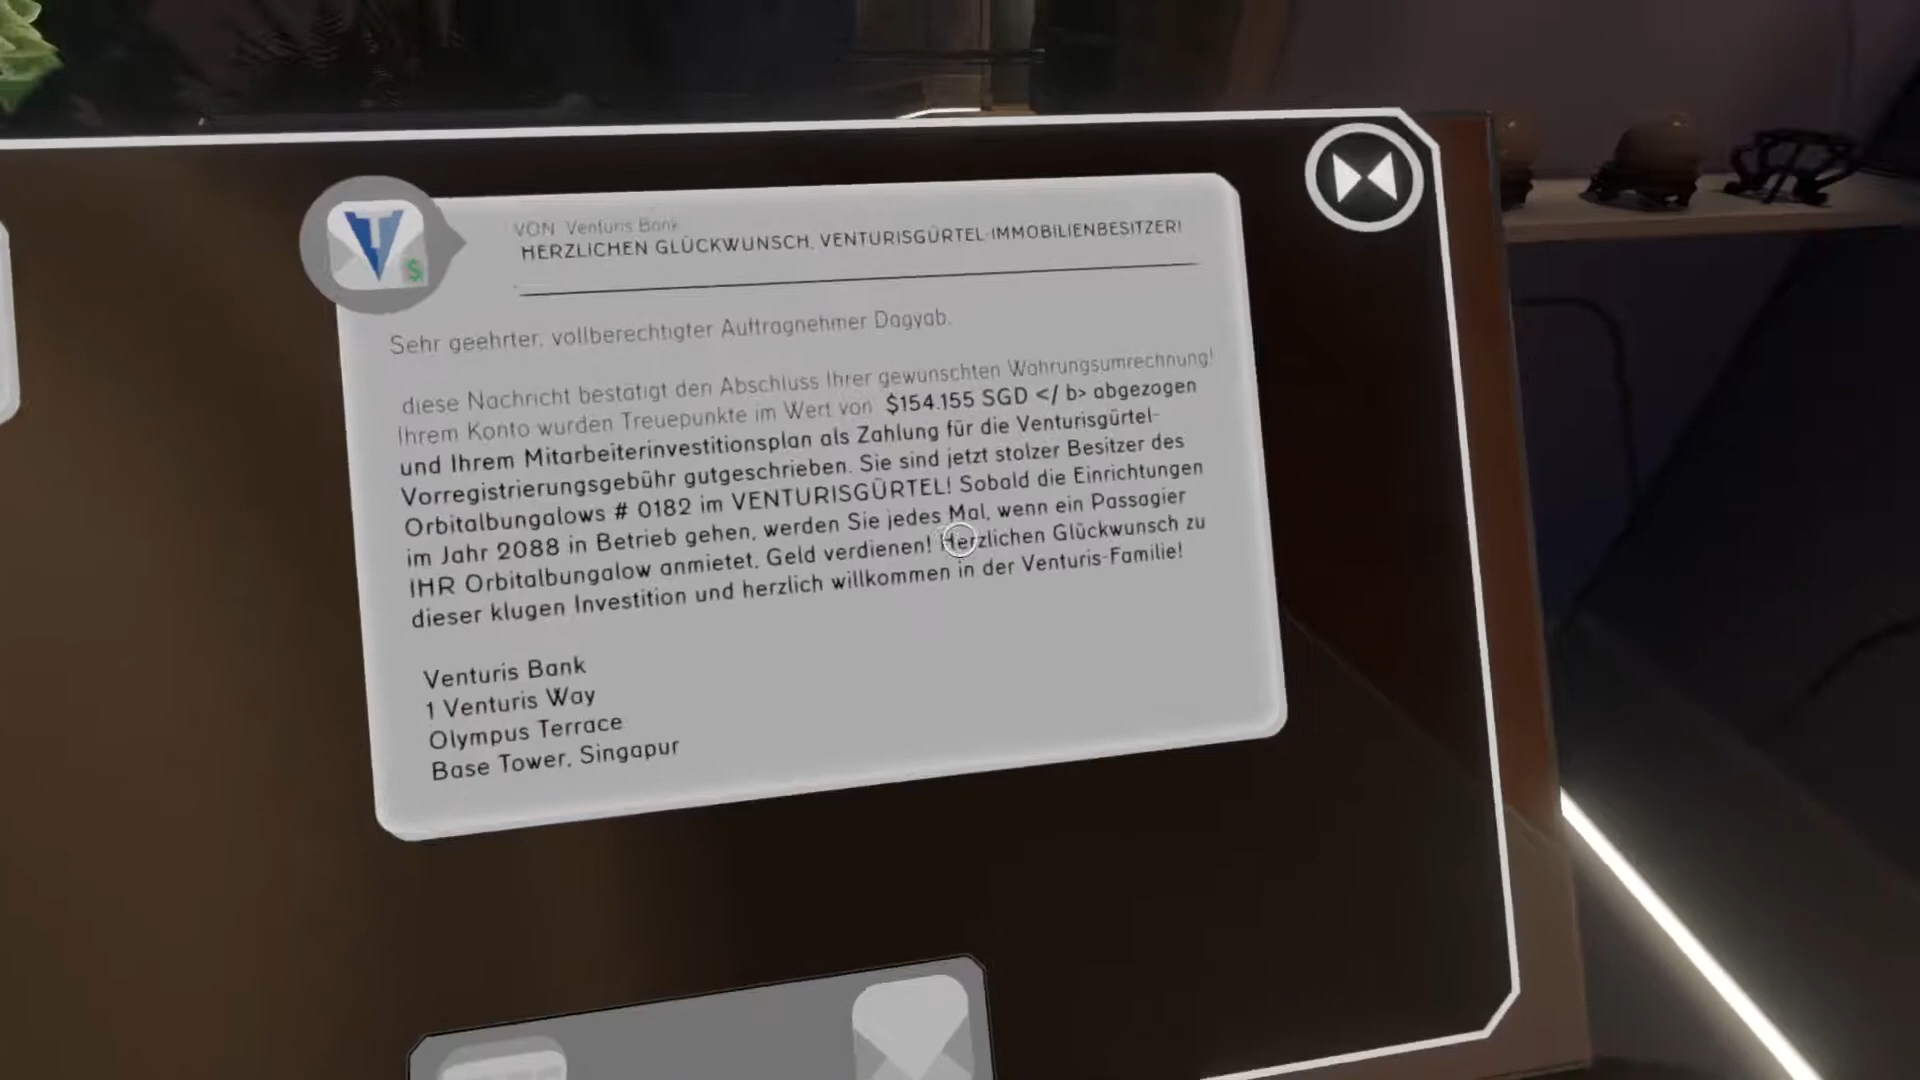 VON Venturis Bank
HERZLICHEN GLÜCKWUNSCH, VENTURISGÜRTEL-IMMOBILIENBESITZER!
Sehr geehrter, vollberechtigter Auftragnehmer Dagyab,
diese Nachricht bestätigt den Abschluss Ihrer gewünschten Währungsumrechnung!
Ihrem Konto wurden Treuepunkte im Wert von $154.155 SGD </ b> abgezogen
und Ihrem Mitarbeiterinvestitionsplan als Zahlung für die Venturisgürtel-
Vorregistrierungsgebühr gutgeschrieben. Sie sind jetzt stolzer Besitzer des
Orbitalbungalows # 0182 im VENTURISGÜRTEL! Sobald die Einrichtungen
im Jahr 2088 in Betrieb gehen, werden Sie jedes Mal, wenn ein Passagier
IHR Orbitalbungalow anmietet, Geld verdienen! Herzlichen Glückwunsch zu
dieser klugen Investition und herzlich willkommen in der Venturis-Familie!
Venturis Bank
1 Venturis Way
Olympus Terrace
Base Tower, Singapur